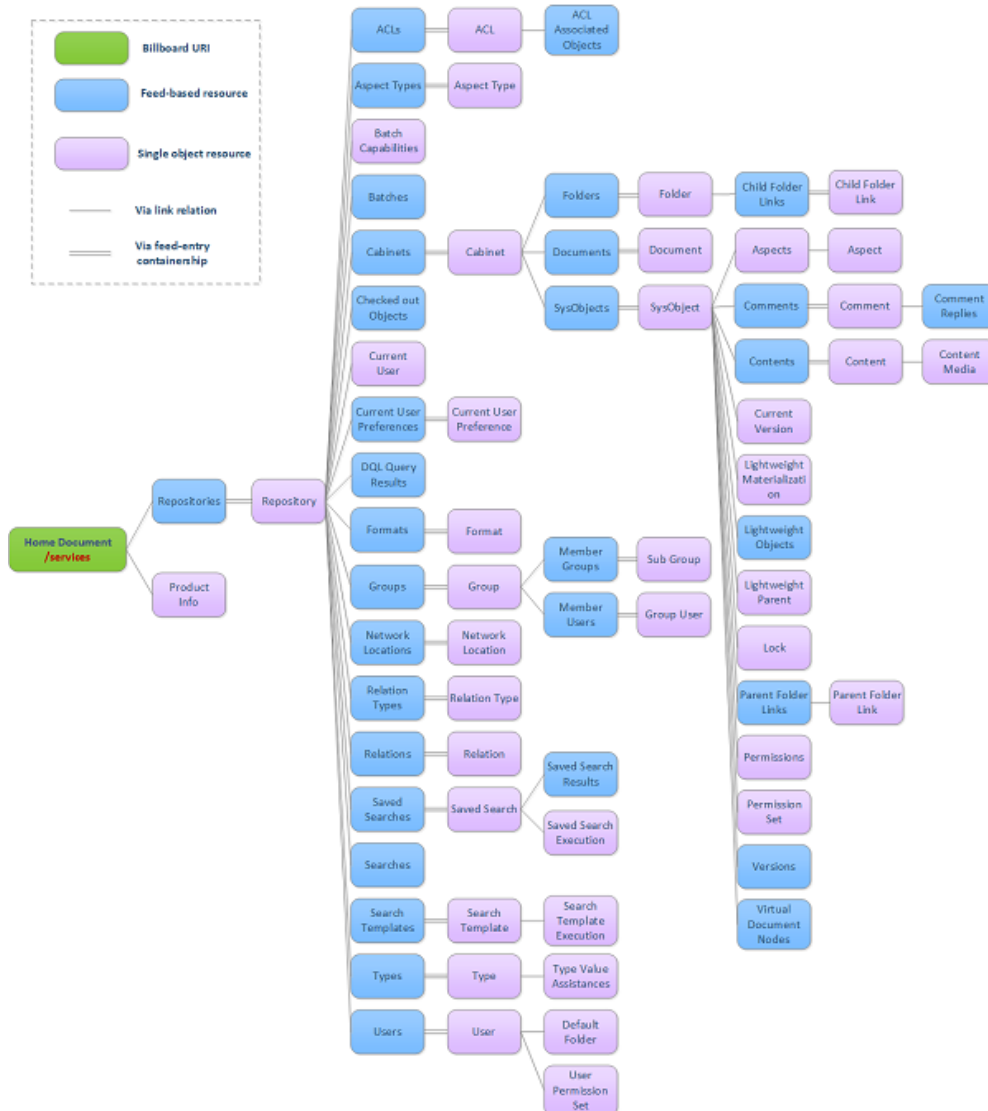 Billboard URI
Feed-based resource
Single object resource
Via link relation
Via feed-entry
containership
Home Document
/services
Repositories
Product
Info
Repository
ACLs
ACL
ACL
Associated
Objects
Aspect Types
Aspect Type
Batch
Capabilities
Batches
Cabinets
Cabinet
Folders
Folder
Child Folder
Links
Child Folder
Link
Documents
Document
SysObjects
SysObject
Aspects
Aspect
Comments
Comment
Comment
Replies
Contents
Content
Content
Media
Current
Version
Lightweight
Materializati
on
Lightweight
Objects
Lightweight
Parent
Lock
Parent Folder
Links
Parent Folder
Link
Permissions
Permission
Set
Versions
Virtual
Document
Nodes
Checked out
Objects
Current
User
Current User
Preferences
Current User
Preference
DQL Query
Results
Formats
Format
Groups
Group
Member
Groups
Sub Group
Member
Users
Group User
Network
Locations
Network
Location
Relation
Types
Relation Type
Relations
Relation
Saved
Searches
Saved Search
Saved Search
Results
Saved Search
Execution
Searches
Search
Templates
Search
Template
Search
Template
Execution
Types
Type
Type Value
Assistances
Users
User
Default
Folder
User
Permission
Set